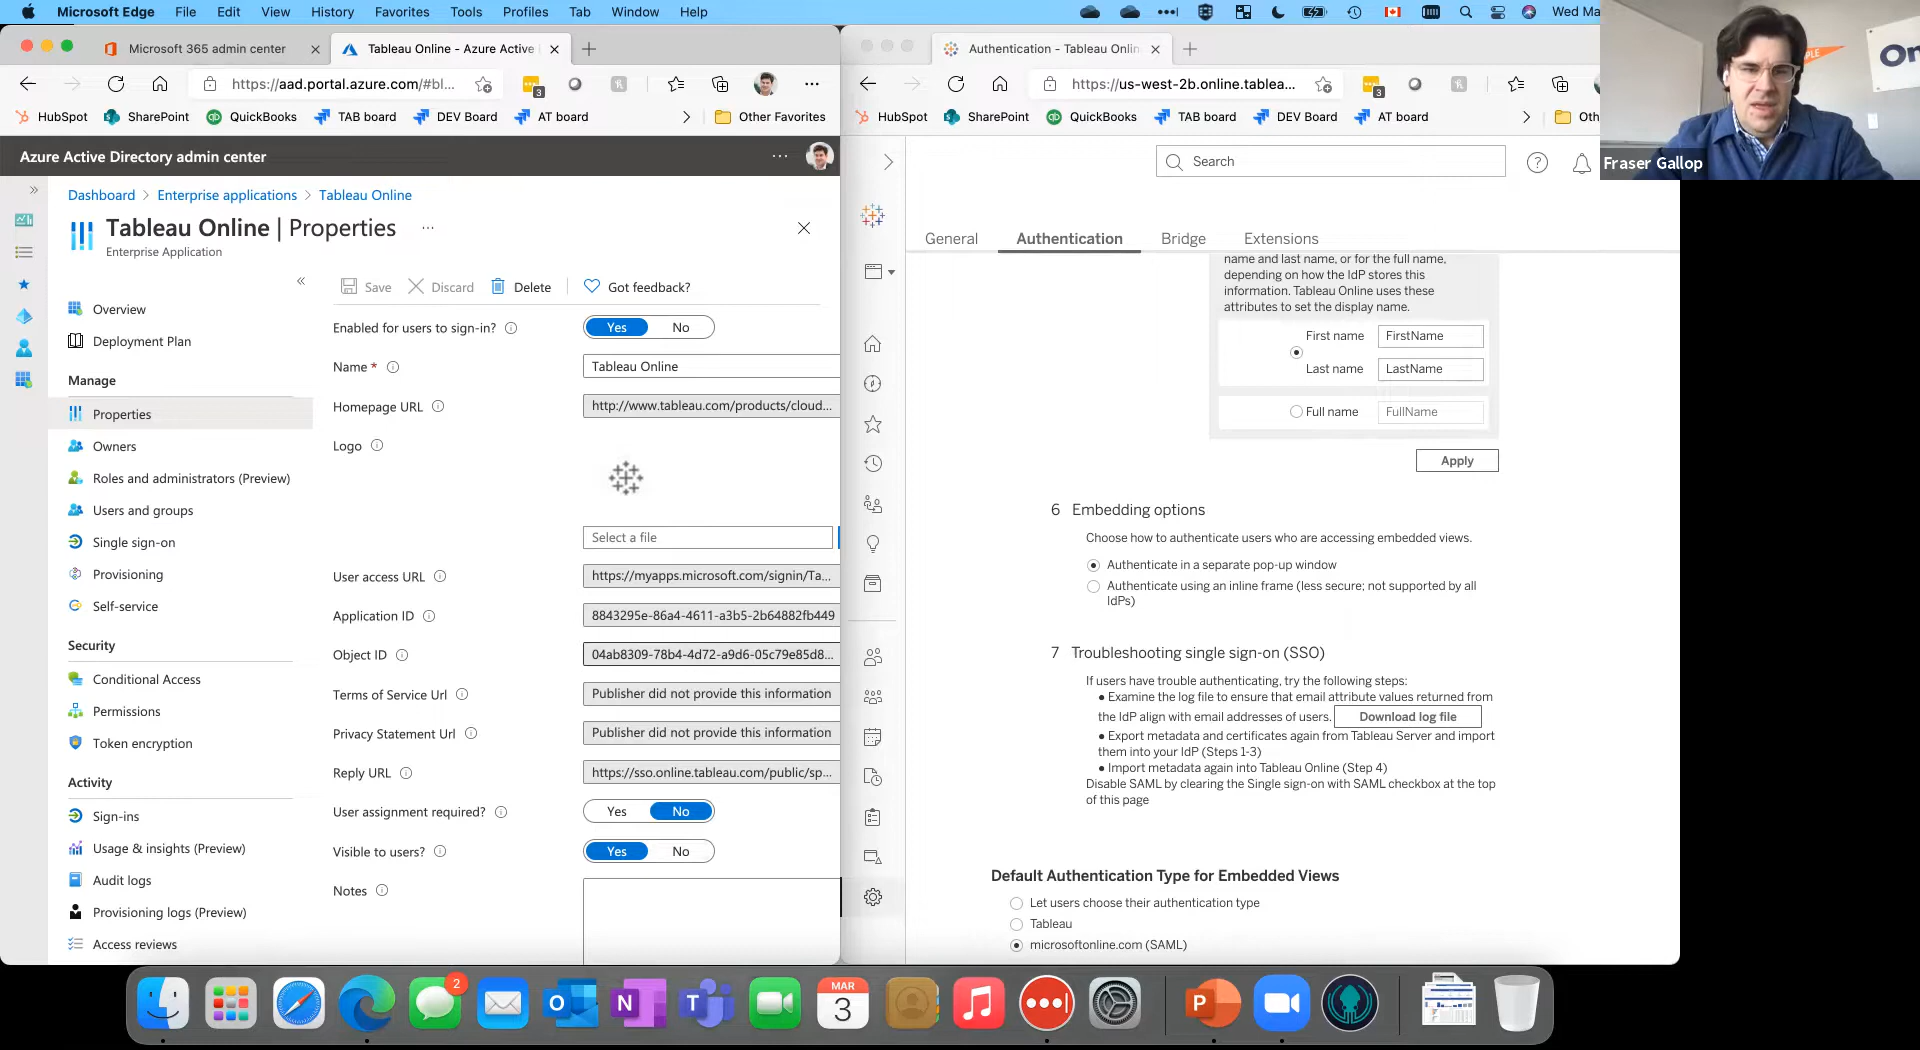 Microsoft Edge File Edit View History Favorites Tools Profiles Tab Window Help
Wed Ma
Microsoft 365 admin center
Tableau Online - Azure Active
https://aad.portal.azure.com/#bl...
3
HubSpot SharePoint QuickBooks TAB board DEV Board AT board Other Favorites
Azure Active Directory admin center
Dashboard > Enterprise applications > Tableau Online
Tableau Online | Properties
Enterprise Application
Save Discard Delete Got feedback?
Overview
Deployment Plan
Manage
Properties
Owners
Roles and administrators (Preview)
Users and groups
Single sign-on
Provisioning
Self-service
Security
Conditional Access
Permissions
Token encryption
Activity
Sign-ins
Usage & insights (Preview)
Audit logs
Provisioning logs (Preview)
Access reviews
Enabled for users to sign-in? Yes No
Name * Tableau Online
Homepage URL http://www.tableau.com/products/cloud...
Logo
Select a file
User access URL https://myapps.microsoft.com/signin/Ta...
Application ID 8843295e-86a4-4611-a3b5-2b64882fb449
Object ID 04ab8309-78b4-4d72-a9d6-05c79e85d8...
Terms of Service Url Publisher did not provide this information
Privacy Statement Url Publisher did not provide this information
Reply URL https://sso.online.tableau.com/public/sp...
User assignment required? Yes No
Visible to users? Yes No
Notes
Authentication - Tableau Onlin
https://us-west-2b.online.tablea...
3
HubSpot SharePoint QuickBooks TAB board DEV Board AT board Oth
Search
General Authentication Bridge Extensions
name and last name, or for the full name,
depending on how the IdP stores this
information. Tableau Online uses these
attributes to set the display name.
First name FirstName
Last name LastName
Full name FullName
Apply
6 Embedding options
Choose how to authenticate users who are accessing embedded views.
Authenticate in a separate pop-up window
Authenticate using an inline frame (less secure; not supported by all
IdPs)
7 Troubleshooting single sign-on (SSO)
If users have trouble authenticating, try the following steps:
● Examine the log file to ensure that email attribute values returned from
the IdP align with email addresses of users. Download log file
● Export metadata and certificates again from Tableau Server and import
them into your IdP (Steps 1-3)
● Import metadata again into Tableau Online (Step 4)
Disable SAML by clearing the Single sign-on with SAML checkbox at the top
of this page
Default Authentication Type for Embedded Views
Let users choose their authentication type
Tableau
microsoftonline.com (SAML)
Fraser Gallop
On
2
MAR
3